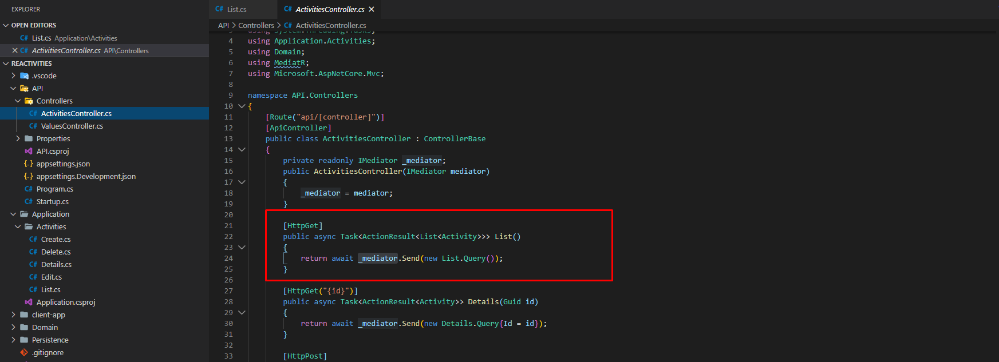 EXPLORER
OPEN EDITORS
C# List.cs Application\Activities
C# ActivitiesController.cs API\Controllers
REACTIVITIES
.vscode
API
Controllers
C# ActivitiesController.cs
C# ValuesController.cs
Properties
API.csproj
{..} appsettings.json
{..} appsettings.Development.json
C# Program.cs
C# Startup.cs
Application
Activities
C# Create.cs
C# Delete.cs
C# Details.cs
C# Edit.cs
C# List.cs
Application.csproj
client-app
Domain
Persistence
.gitignore
C# List.cs
C# ActivitiesController.cs
API > Controllers > C# ActivitiesController.cs
3 using System.Threading.Tasks;
4 using Application.Activities;
5 using Domain;
6 using MediatR;
7 using Microsoft.AspNetCore.Mvc;
8
9 namespace API.Controllers
10 {
11 [Route("api/[controller]")]
12 [ApiController]
13 public class ActivitiesController : ControllerBase
14 {
15 private readonly IMediator _mediator;
16 public ActivitiesController(IMediator mediator)
17 {
18 _mediator = mediator;
19 }
20
21 [HttpGet]
22 public async Task<ActionResult<List<Activity>>> List()
23 {
24 return await _mediator.Send(new List.Query());
25 }
26
27 [HttpGet("{id}")]
28 public async Task<ActionResult<Activity>> Details(Guid id)
29 {
30 return await _mediator.Send(new Details.Query{Id = id});
31 }
32
33 [HttpPost]